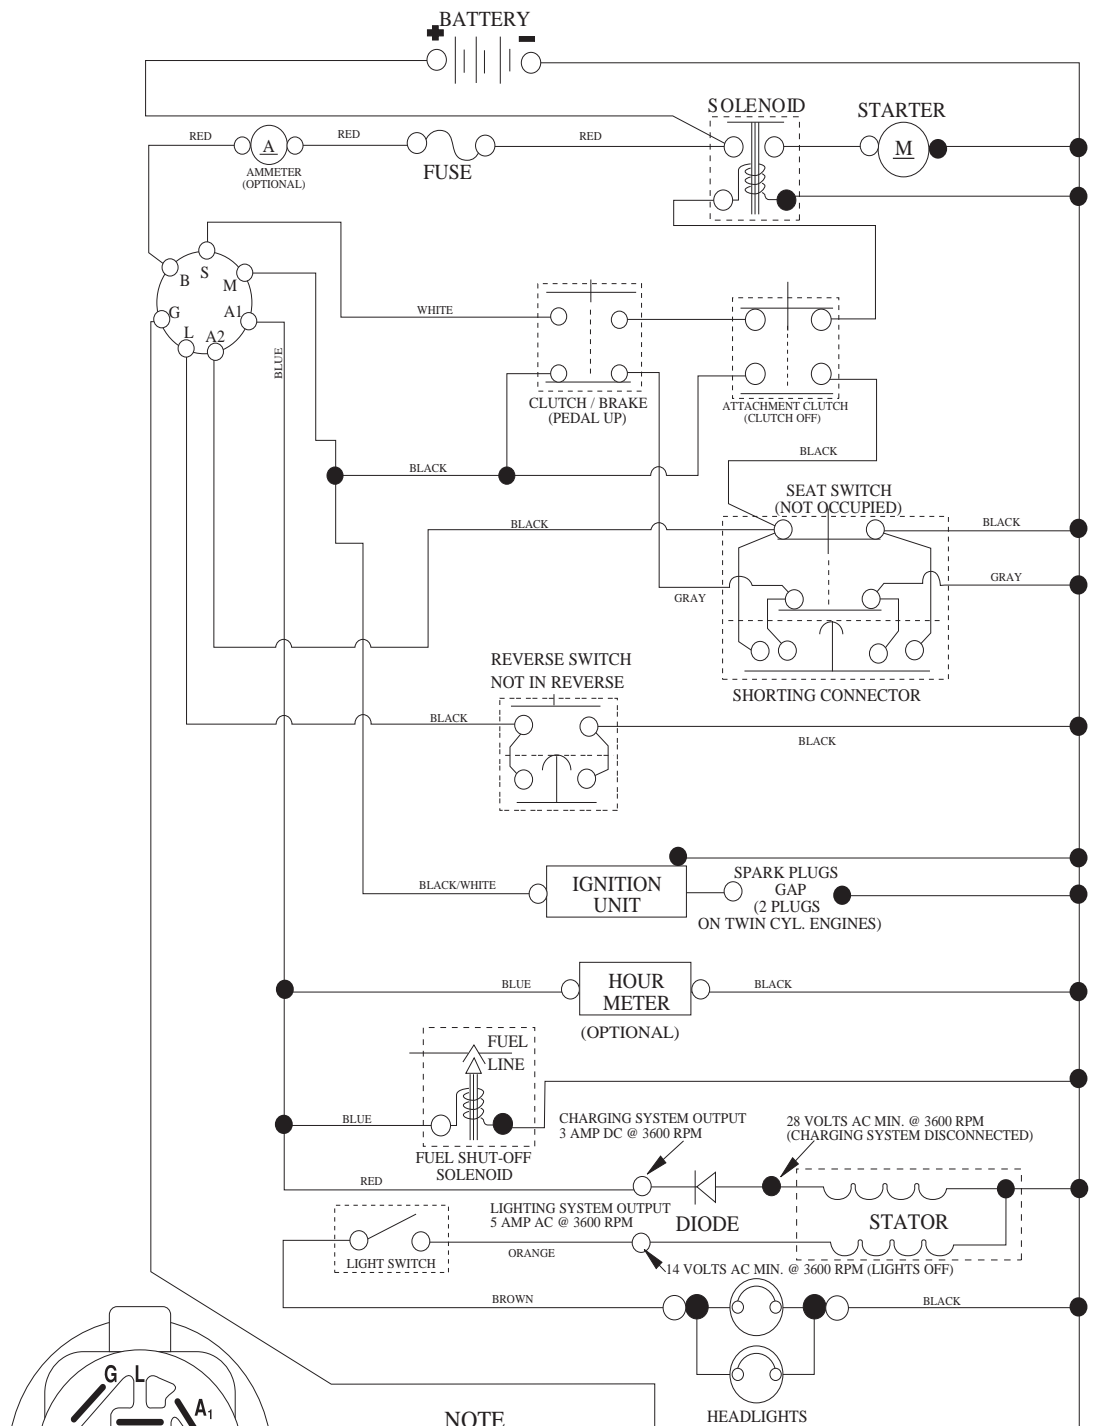 BATTERY
SOLENOID
STARTER
RED
RED
RED
A
M
AMMETER
(OPTIONAL)
FUSE
B
S
M
G
A1
L
A2
BLUE
WHITE
CLUTCH / BRAKE
(PEDAL UP)
ATTACHMENT CLUTCH
(CLUTCH OFF)
BLACK
BLACK
SEAT SWITCH
(NOT OCCUPIED)
BLACK
BLACK
GRAY
GRAY
SHORTING CONNECTOR
REVERSE SWITCH
NOT IN REVERSE
BLACK
BLACK
BLACK/WHITE
IGNITION
UNIT
SPARK PLUGS
GAP
(2 PLUGS
ON TWIN CYL. ENGINES)
BLUE
HOUR
METER
BLACK
(OPTIONAL)
FUEL
LINE
BLUE
FUEL SHUT-OFF
SOLENOID
CHARGING SYSTEM OUTPUT
3 AMP DC @ 3600 RPM
28 VOLTS AC MIN. @ 3600 RPM
(CHARGING SYSTEM DISCONNECTED)
RED
LIGHTING SYSTEM OUTPUT
5 AMP AC @ 3600 RPM
DIODE
STATOR
LIGHT SWITCH
ORANGE
14 VOLTS AC MIN. @ 3600 RPM (LIGHTS OFF)
BROWN
BLACK
HEADLIGHTS
G
L
A1
NOTE